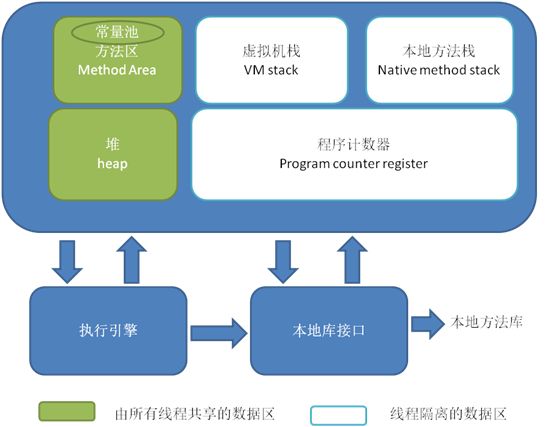 常量池
方法区
Method Area
虚拟机栈
VM stack
本地方法栈
Native method stack
堆
heap
程序计数器
Program counter register
执行引擎
本地库接口
本地方法库
由所有线程共享的数据区
线程隔离的数据区